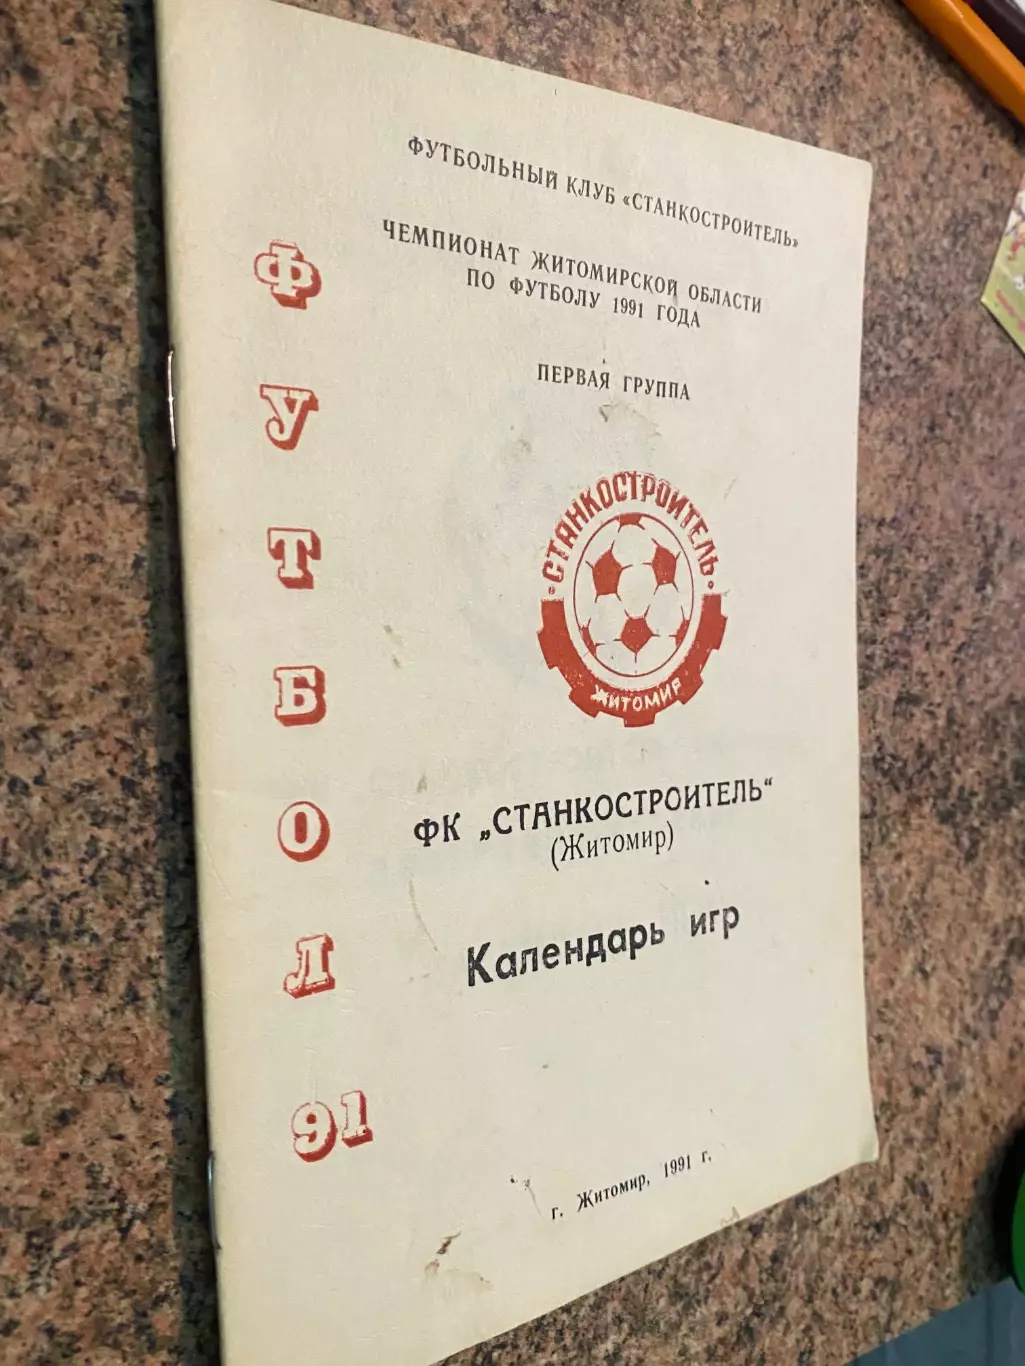 ФУТБОЛЬНЫЙ КЛУБ «СТАНКОСТРОИТЕЛЬ»
ЧЕМПИОНАТ ЖИТОМИРСКОЙ ОБЛАСТИ
ПО ФУТБОЛУ 1991 ГОДА
ПЕРВАЯ ГРУППА
ФУТБОЛ
91
СТАНКОСТРОИТЕЛЬ
ЖИТОМИР
ФК „СТАНКОСТРОИТЕЛЬ“
(Житомир)
Календарь игр
г. Житомир, 1991 г.